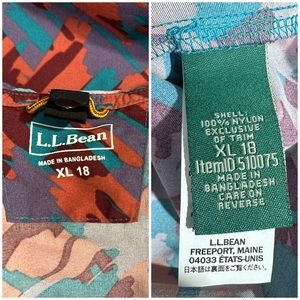 L.L.Bean
MADE IN BANGLADESH
XL 18
SHELL:
100% NYLON
EXCLUSIVE
OF TRIM
XL 18
ItemID 510075
MADE IN
BANGLADESH
CARE ON
REVERSE
L.L.BEAN
FREEPORT, MAINE
04033 ÉTATS-UNIS
日本語は裏をご覧ください。